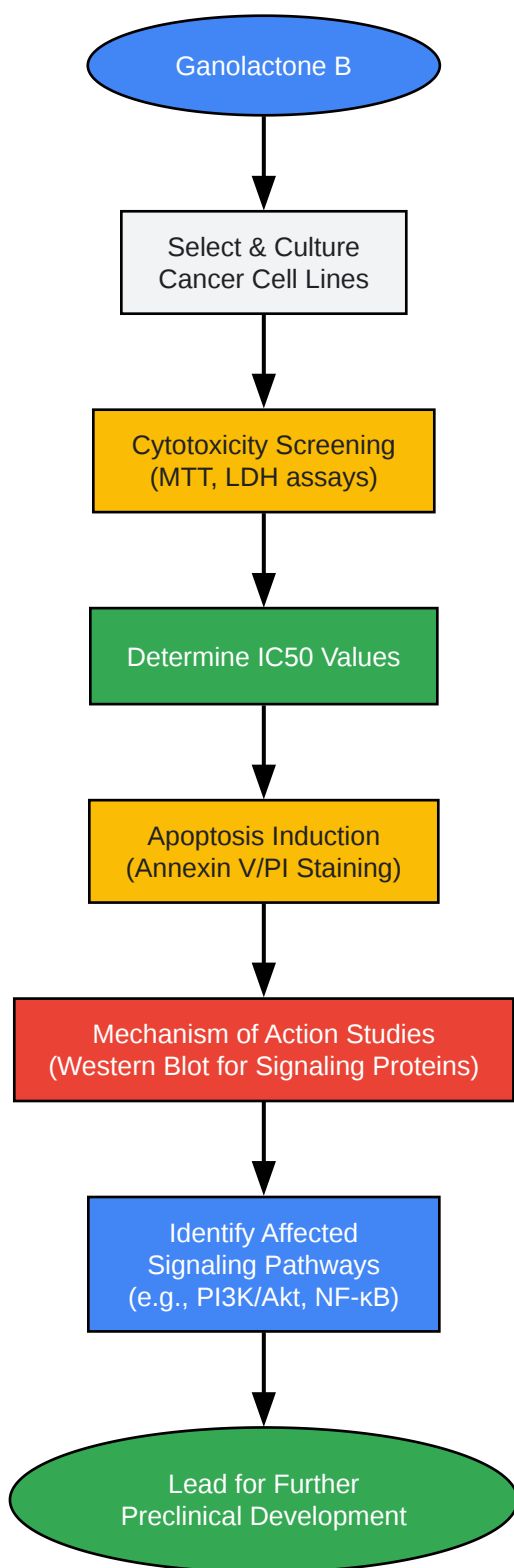 Ganolactone B
Select & Culture
Cancer Cell Lines
Cytotoxicity Screening
(MTT, LDH assays)
Determine IC50 Values
Apoptosis Induction
(Annexin V/PI Staining)
Mechanism of Action Studies
(Western Blot for Signaling Proteins)
Identify Affected
Signaling Pathways
(e.g., PI3K/Akt, NF-κB)
Lead for Further
Preclinical Development